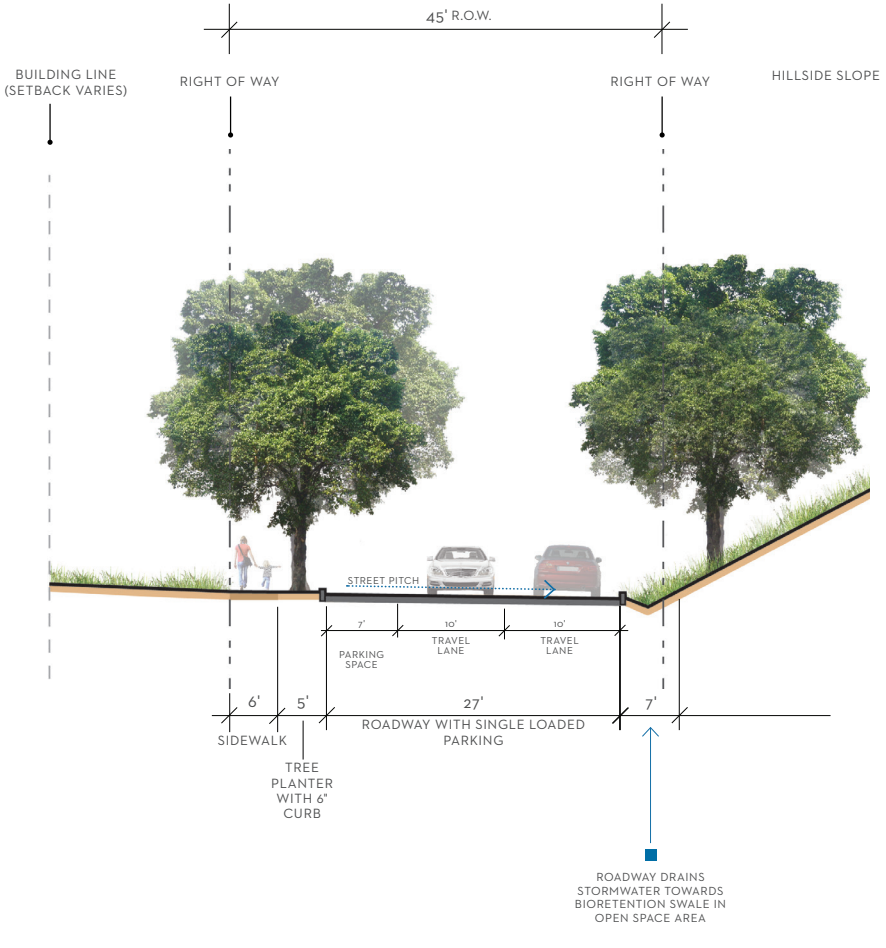 45' R.O.W.
BUILDING LINE
(SETBACK VARIES)
RIGHT OF WAY
RIGHT OF WAY
HILLSIDE SLOPE
STREET PITCH
7'
10'
10'
PARKING
SPACE
TRAVEL
LANE
TRAVEL
LANE
6'
5'
27'
7'
SIDEWALK
ROADWAY WITH SINGLE LOADED
PARKING
TREE
PLANTER
WITH 6"
CURB
ROADWAY DRAINS
STORMWATER TOWARDS
BIORETENTION SWALE IN
OPEN SPACE AREA